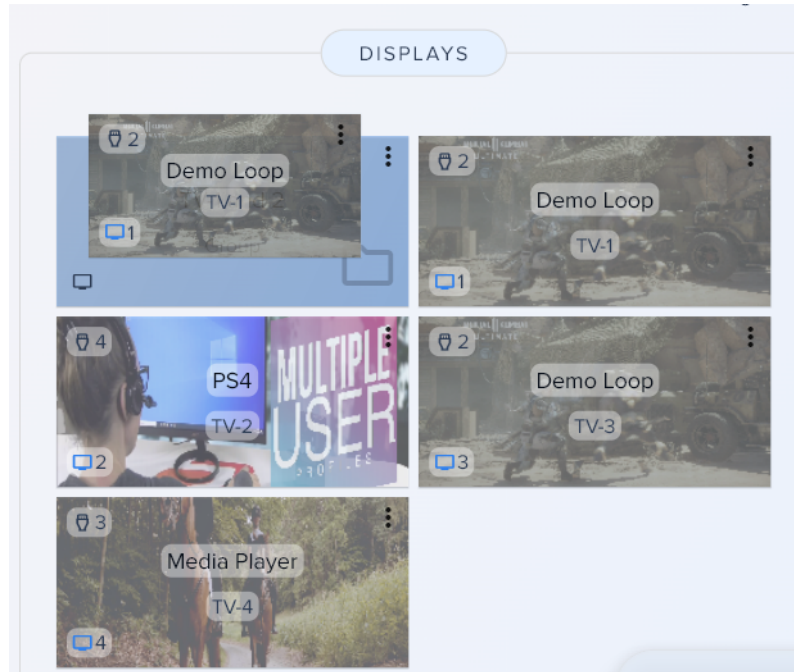 DISPLAYS
2
Demo Loop
TV-1
1
2
Demo Loop
TV-1
1
4
PS4
MULTIPLE
USER
PROFILES
TV-2
2
2
Demo Loop
TV-3
3
3
Media Player
TV-4
4